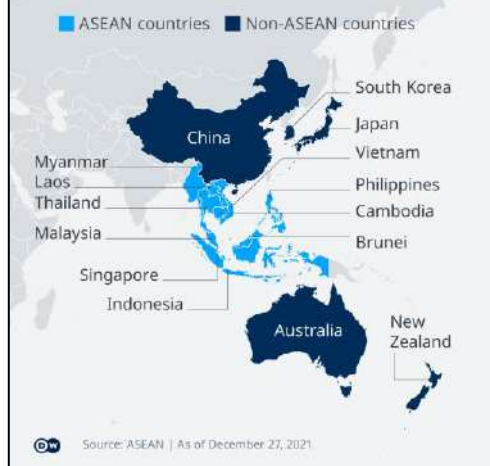 ASEAN countries Non-ASEAN countries
South Korea
China
Japan
Vietnam
Myanmar
Laos
Philippines
Thailand
Cambodia
Malaysia
Brunei
Singapore
Indonesia
New
Zealand
Australia
DW Source: ASEAN | As of December 27, 2021